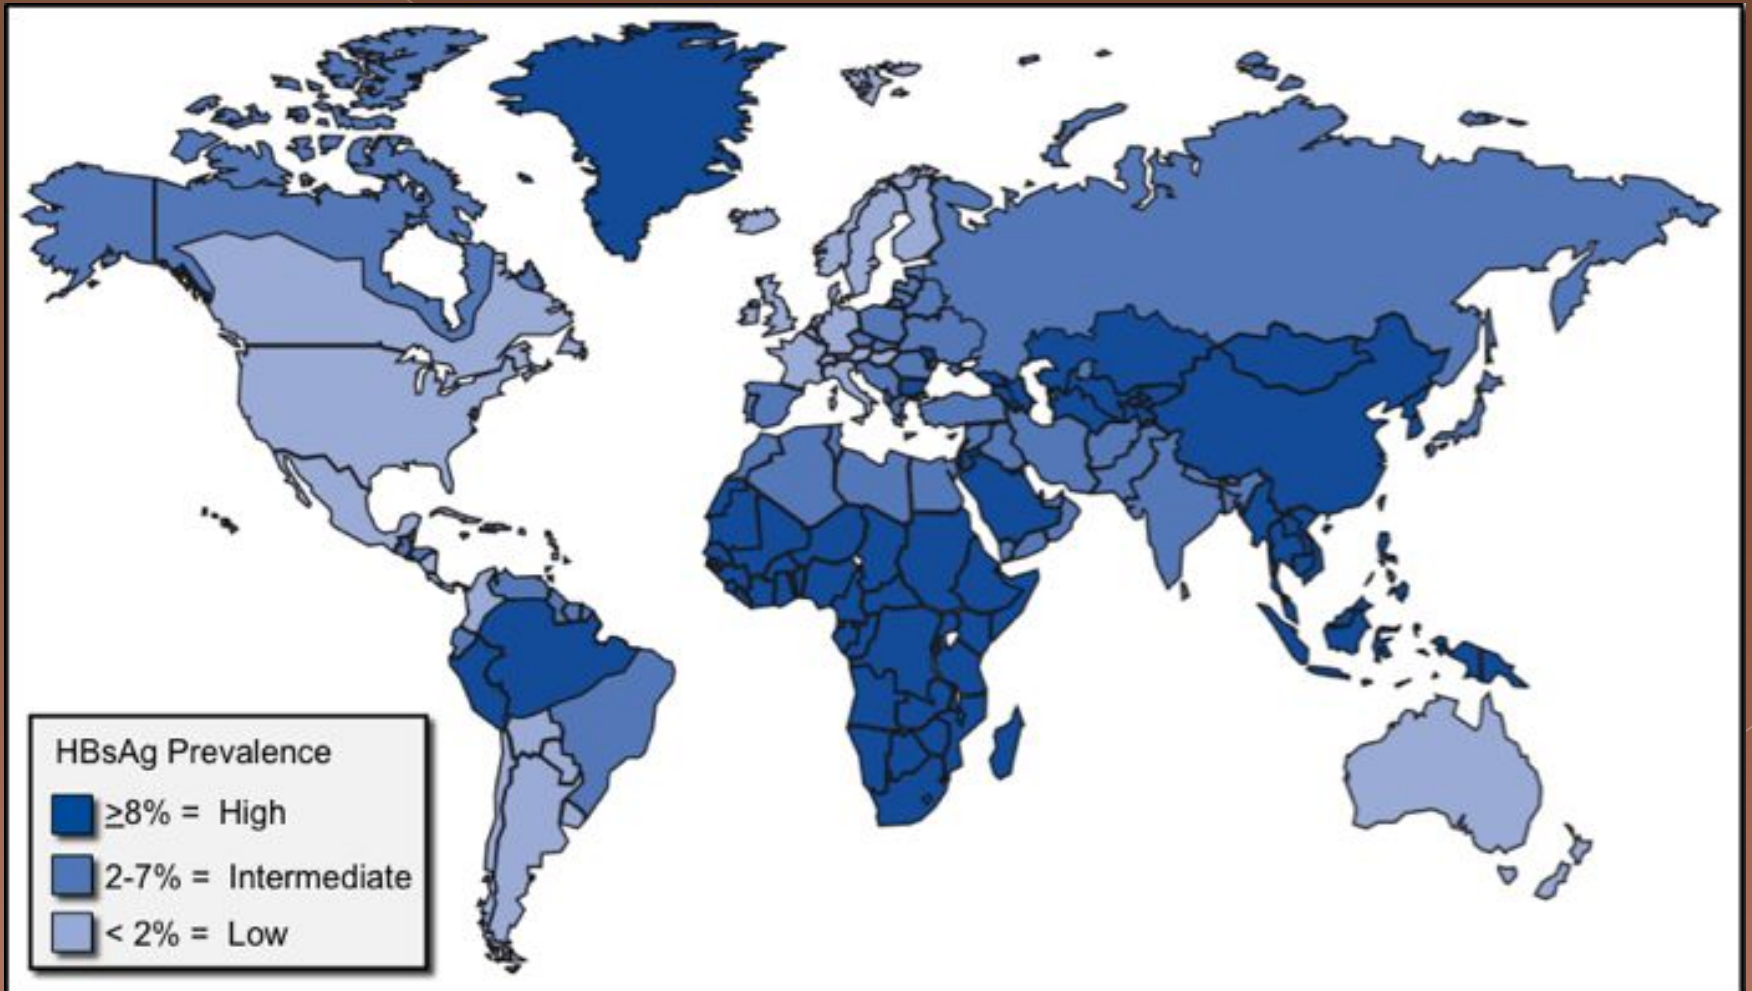 HBsAg Prevalence
≥8% = High
2-7% = Intermediate
< 2% = Low